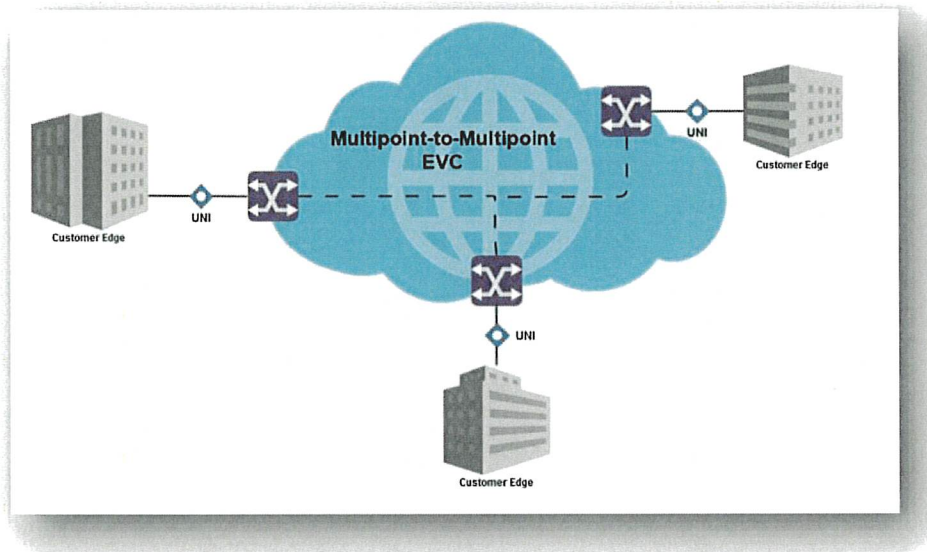 Multipoint-to-Multipoint
EVC
UNI
Customer Edge
UNI
Customer Edge
UNI
Customer Edge